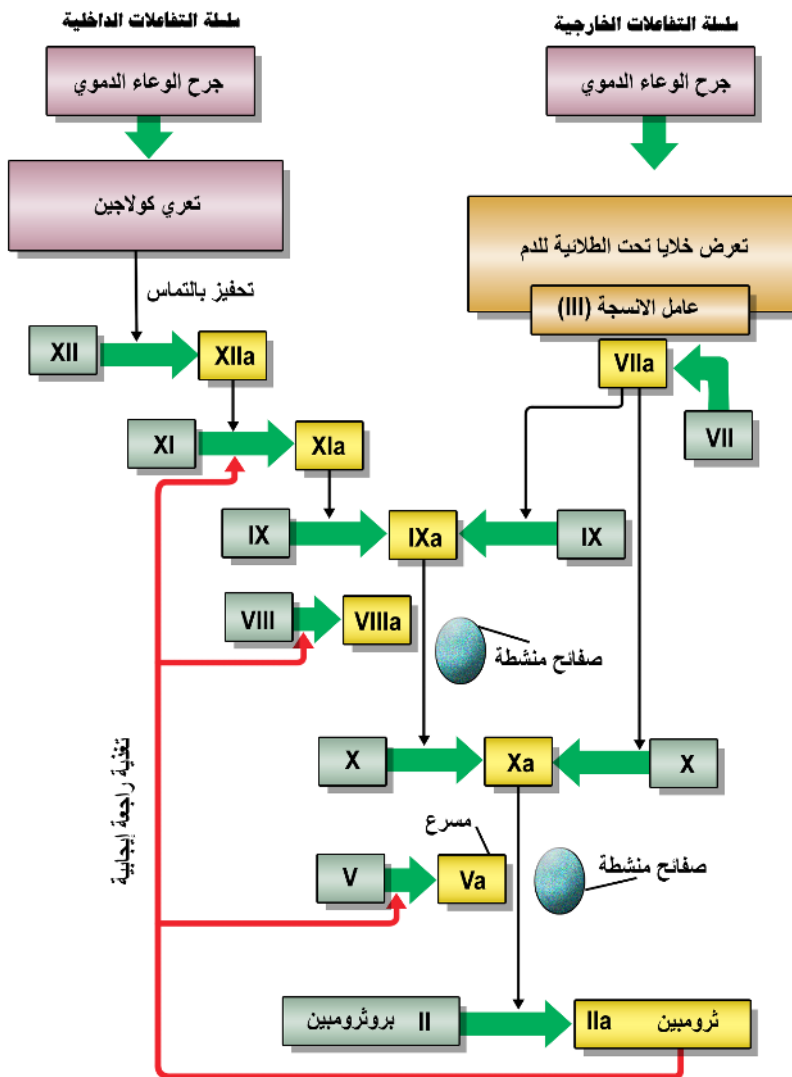 سلسلة التفاعلات الداخلية
سلسلة التفاعلات الخارجية
جرح الوعاء الدموي
جرح الوعاء الدموي
تعري كولاجين
تعرض خلايا تحت الطلائية للدم
عامل الانسجة (III)
تحفيز بالتماس
XII
XIIa
VIIa
VII
XI
XIa
IX
IXa
IX
VIII
VIIIa
صفائح منشطة
X
Xa
X
مسرع
V
Va
صفائح منشطة
تغذية راجعة إيجابية
II بروثرومبين
IIa ثرومبين